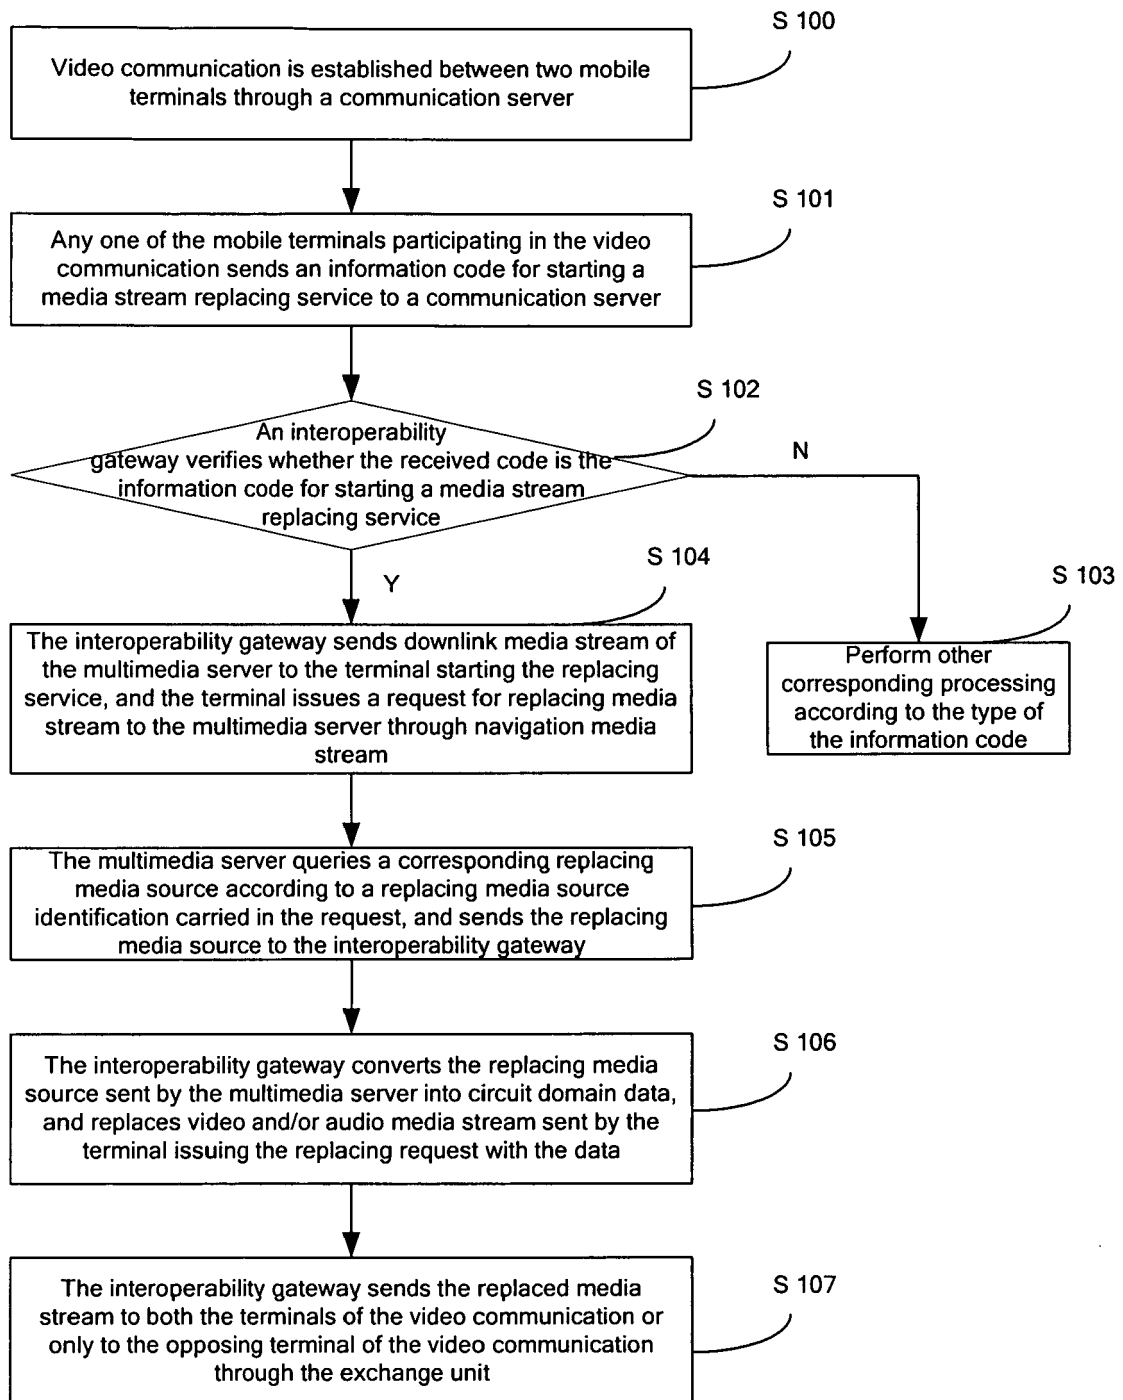 S 100
Video communication is established between two mobile
terminals through a communication server
S 101
Any one of the mobile terminals participating in the video
communication sends an information code for starting a
media stream replacing service to a communication server
S 102
An interoperability
gateway verifies whether the received code is the
information code for starting a media stream
replacing service
N
Y
S 104
S 103
The interoperability gateway sends downlink media stream of
the multimedia server to the terminal starting the replacing
service, and the terminal issues a request for replacing media
stream to the multimedia server through navigation media
stream
Perform other
corresponding processing
according to the type of
the information code
S 105
The multimedia server queries a corresponding replacing
media source according to a replacing media source
identification carried in the request, and sends the replacing
media source to the interoperability gateway
S 106
The interoperability gateway converts the replacing media
source sent by the multimedia server into circuit domain data,
and replaces video and/or audio media stream sent by the
terminal issuing the replacing request with the data
S 107
The interoperability gateway sends the replaced media
stream to both the terminals of the video communication or
only to the opposing terminal of the video communication
through the exchange unit